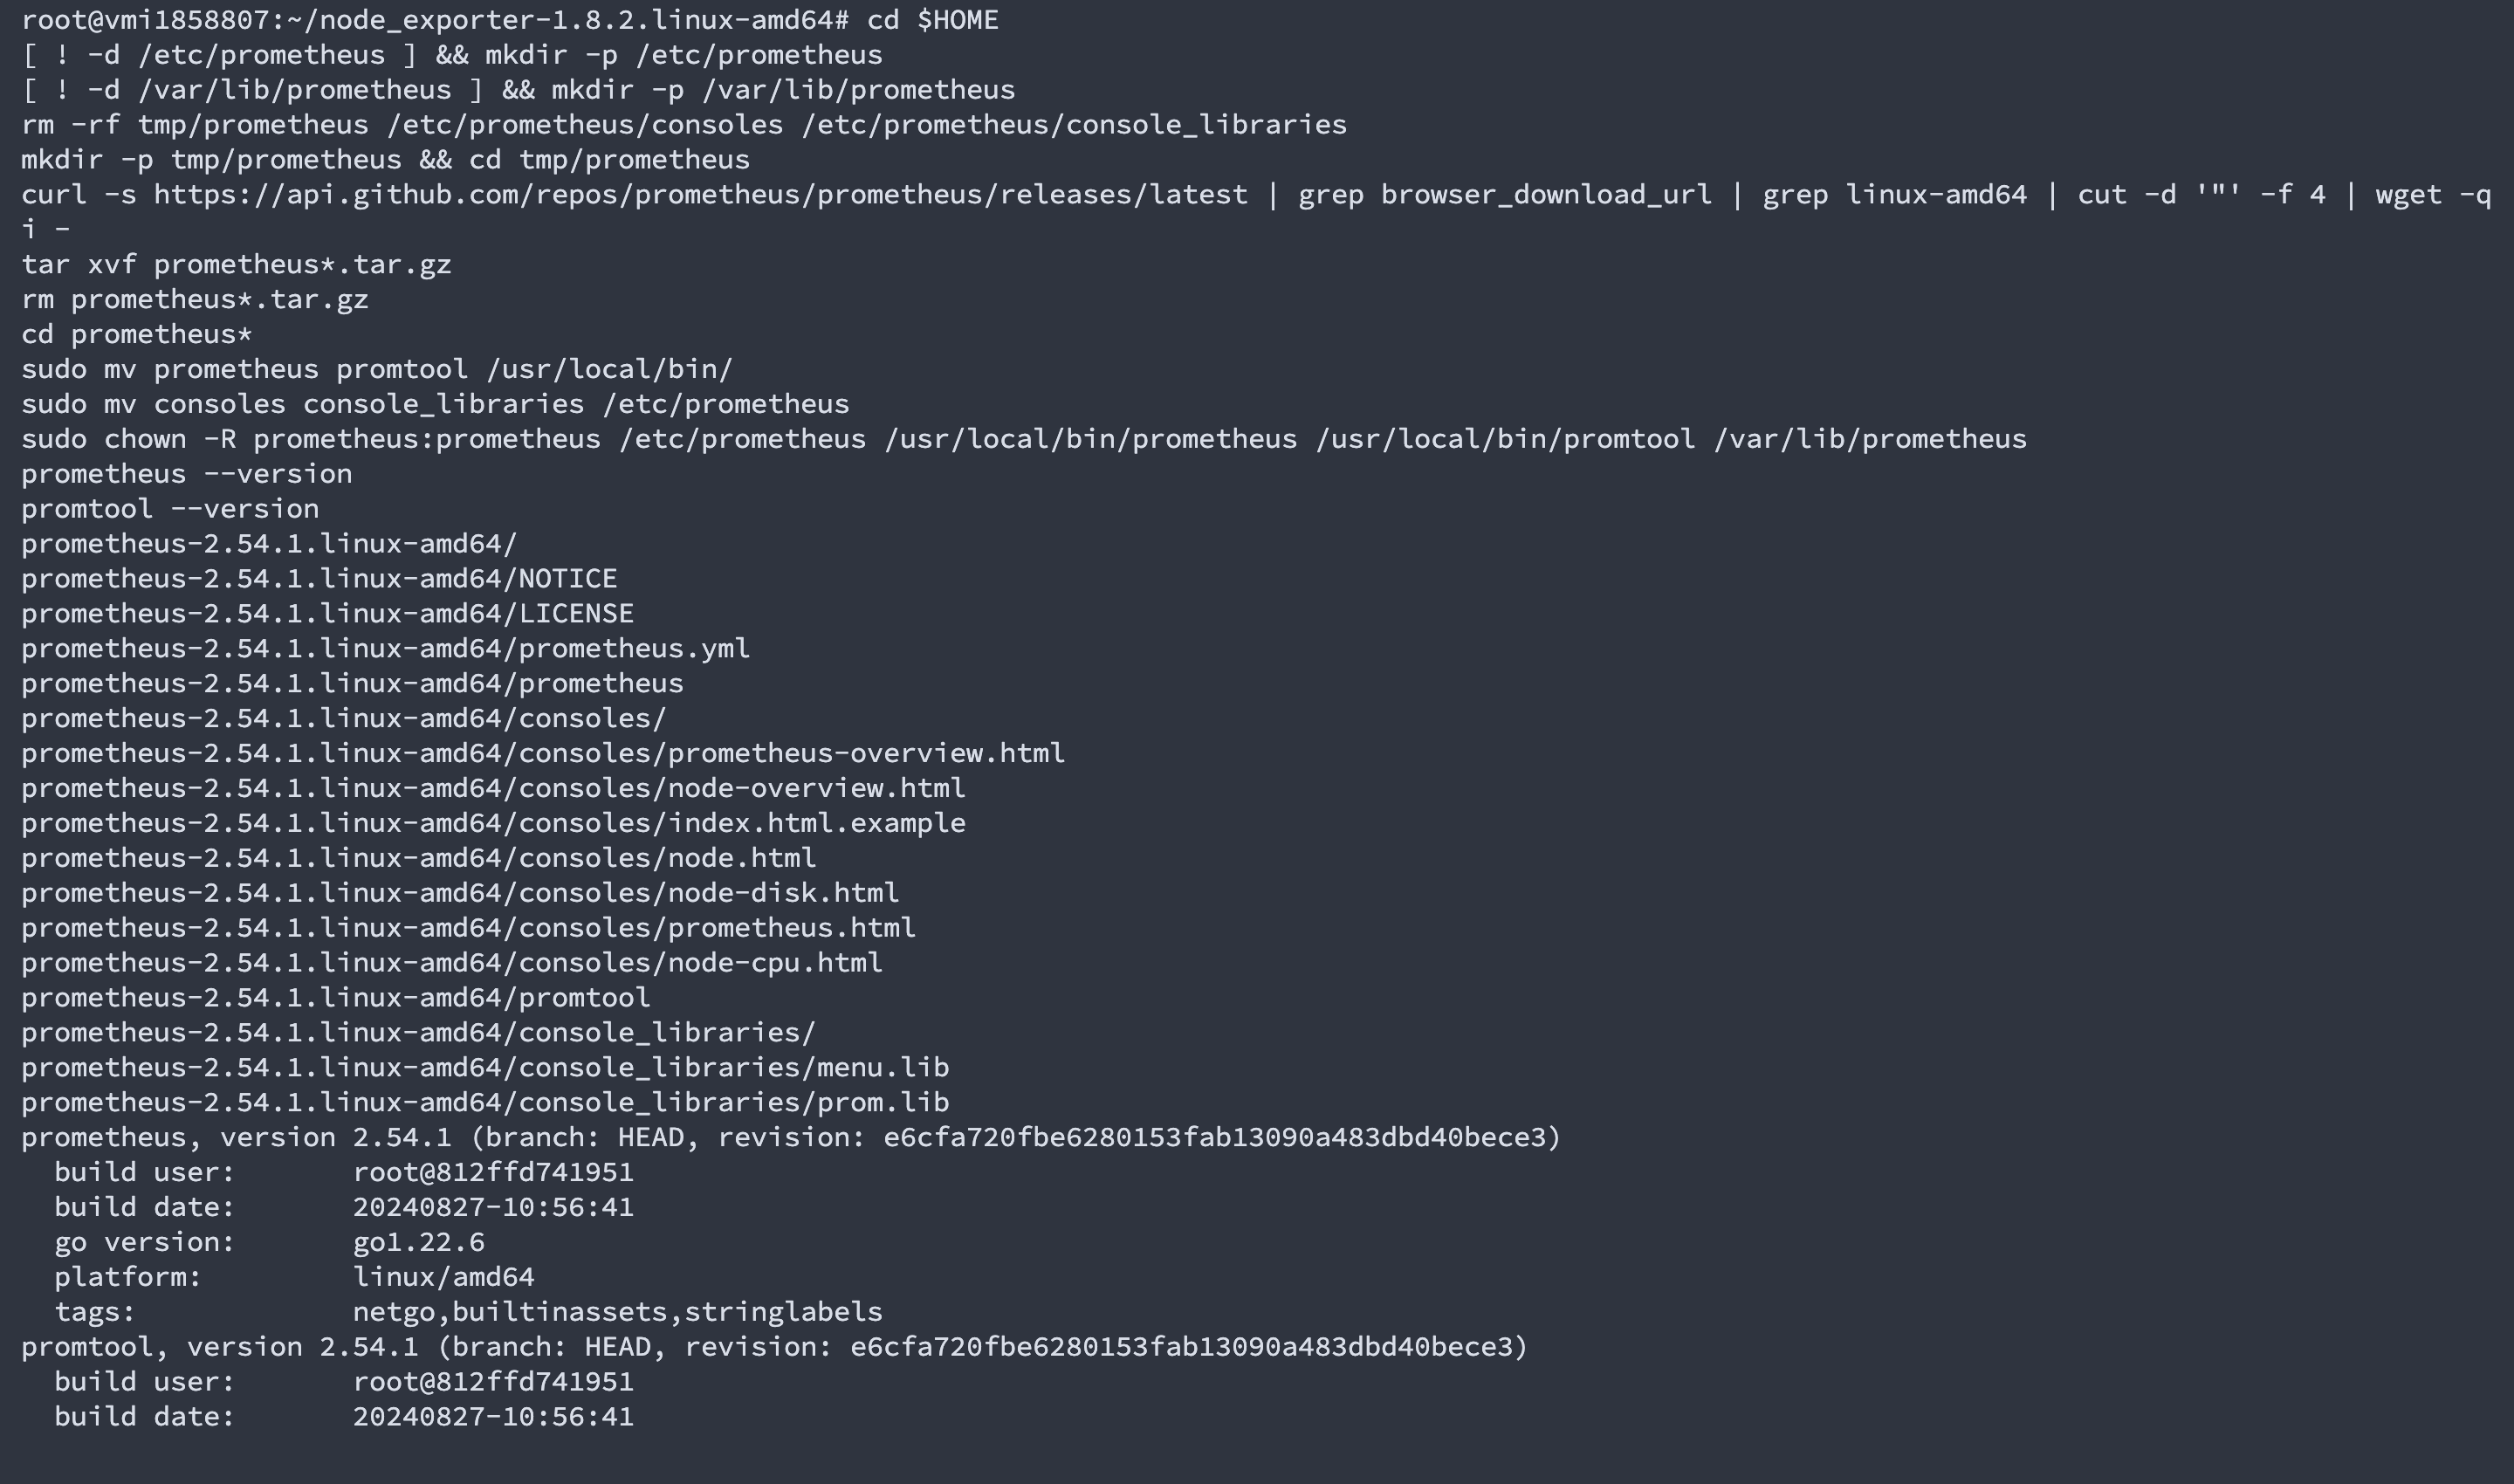 root@vmi1858807:~/node_exporter-1.8.2.linux-amd64# cd $HOME
[ ! -d /etc/prometheus ] && mkdir -p /etc/prometheus
[ ! -d /var/lib/prometheus ] && mkdir -p /var/lib/prometheus
rm -rf tmp/prometheus /etc/prometheus/consoles /etc/prometheus/console_libraries
mkdir -p tmp/prometheus && cd tmp/prometheus
curl -s https://api.github.com/repos/prometheus/prometheus/releases/latest | grep browser_download_url | grep linux-amd64 | cut -d '"' -f 4 | wget -q
i -
tar xvf prometheus*.tar.gz
rm prometheus*.tar.gz
cd prometheus*
sudo mv prometheus promtool /usr/local/bin/
sudo mv consoles console_libraries /etc/prometheus
sudo chown -R prometheus:prometheus /etc/prometheus /usr/local/bin/prometheus /usr/local/bin/promtool /var/lib/prometheus
prometheus --version
promtool --version
prometheus-2.54.1.linux-amd64/
prometheus-2.54.1.linux-amd64/NOTICE
prometheus-2.54.1.linux-amd64/LICENSE
prometheus-2.54.1.linux-amd64/prometheus.yml
prometheus-2.54.1.linux-amd64/prometheus
prometheus-2.54.1.linux-amd64/consoles/
prometheus-2.54.1.linux-amd64/consoles/prometheus-overview.html
prometheus-2.54.1.linux-amd64/consoles/node-overview.html
prometheus-2.54.1.linux-amd64/consoles/index.html.example
prometheus-2.54.1.linux-amd64/consoles/node.html
prometheus-2.54.1.linux-amd64/consoles/node-disk.html
prometheus-2.54.1.linux-amd64/consoles/prometheus.html
prometheus-2.54.1.linux-amd64/consoles/node-cpu.html
prometheus-2.54.1.linux-amd64/promtool
prometheus-2.54.1.linux-amd64/console_libraries/
prometheus-2.54.1.linux-amd64/console_libraries/menu.lib
prometheus-2.54.1.linux-amd64/console_libraries/prom.lib
prometheus, version 2.54.1 (branch: HEAD, revision: e6cfa720fbe6280153fab13090a483dbd40bece3)
  build user:       root@812ffd741951
  build date:       20240827-10:56:41
  go version:       go1.22.6
  platform:         linux/amd64
  tags:             netgo,builtinassets,stringlabels
promtool, version 2.54.1 (branch: HEAD, revision: e6cfa720fbe6280153fab13090a483dbd40bece3)
  build user:       root@812ffd741951
  build date:       20240827-10:56:41